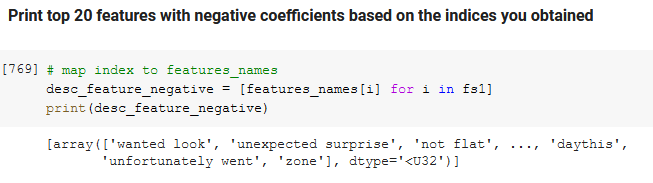 Print top 20 features with negative coefficients based on the indices you obtained
[769] # map index to features_names
desc_feature_negative = [features_names[i] for i in fs1]
print(desc_feature_negative)
[array(['wanted look', 'unexpected surprise', 'not flat', ..., 'daythis',
'unfortunately went', 'zone'], dtype='<U32')]